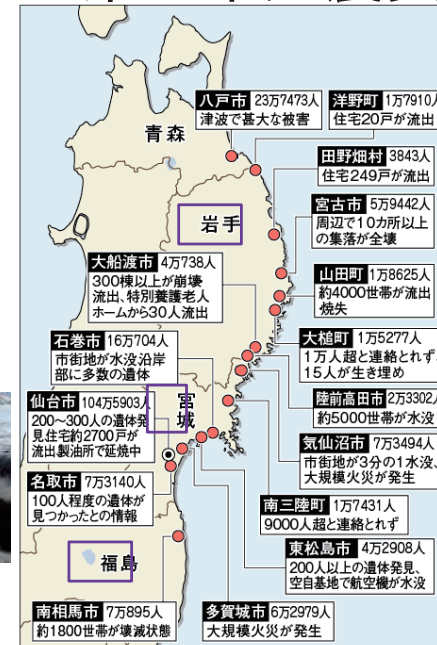 八戸市 23万7473人
津波で甚大な被害
洋野町 1万7910人
住宅20戸が流出
青森
田野畑村 3843人
住宅249戸が流出
宮古市 5万9442人
周辺で10カ所以上
の集落が全壊
岩手
大船渡市 4万738人
300棟以上が崩壊
流出、特別養護老人
ホームから30人流出
山田町 1万8625人
約4000世帯が流出
焼失
大槌町 1万5277人
1万人超と連絡とれず、
15人が生き埋め
石巻市 16万704人
市街地が水没沿岸
部に多数の遺体
陸前高田市 2万3302人
約5000世帯が水没
仙台市 104万5903人
200〜300人の遺体発
見、住宅約2700戸が
流出、製油所で延焼中
宮城
気仙沼市 7万3494人
市街地が3分の1水没、
大規模火災が発生
名取市 7万3140人
100人程度の遺体が
見つかったとの情報
南三陸町 1万7431人
9000人超と連絡とれず
東松島市 4万2908人
200人以上の遺体発見、
空自基地で航空機が水没
福島
南相馬市 7万895人
約1800世帯が壊滅状態
多賀城市 6万2979人
大規模火災が発生